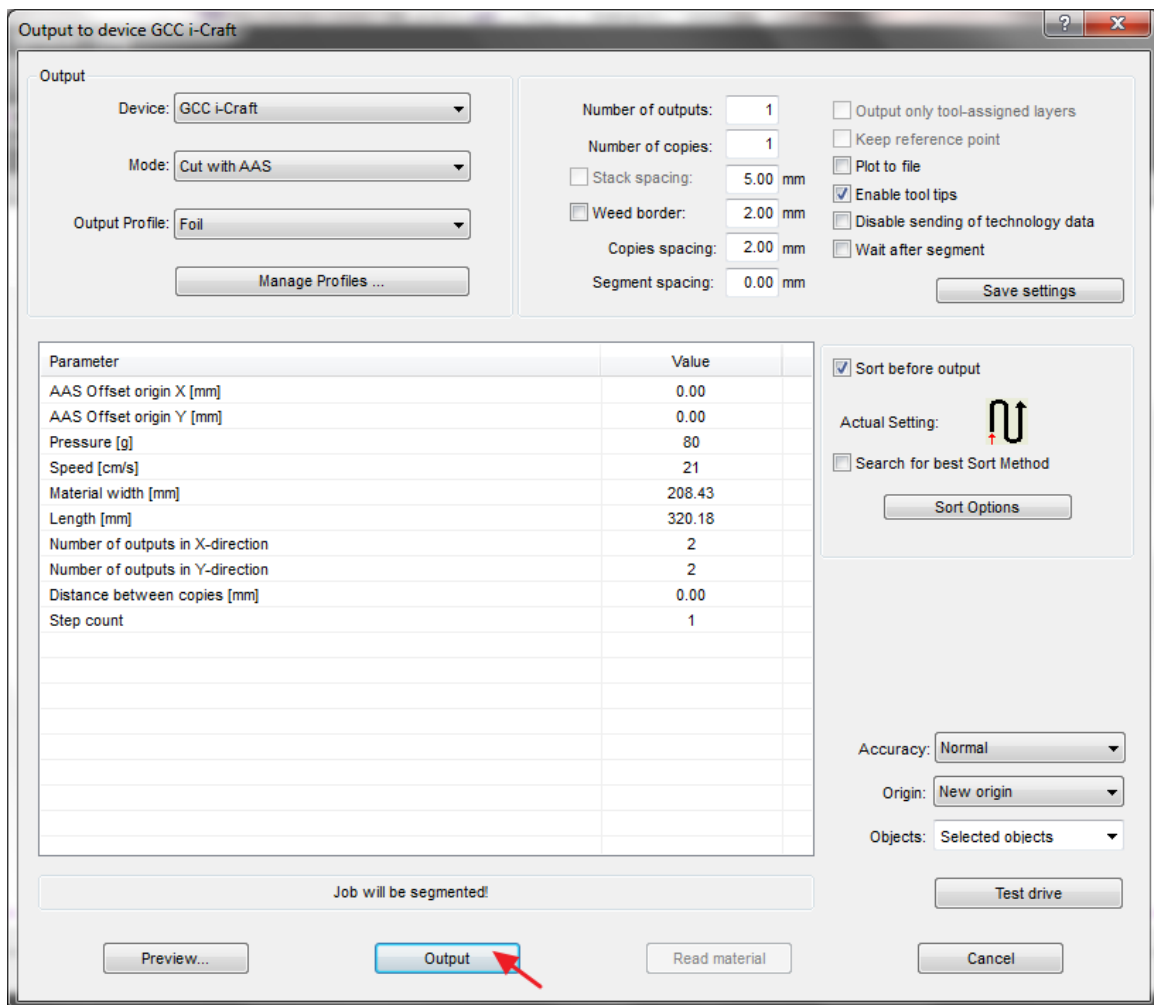 Output to device GCC i-Craft
Output
Device: GCC i-Craft
Mode: Cut with AAS
Output Profile: Foil
Manage Profiles ...
Number of outputs: 1
Number of copies: 1
Stack spacing: 5.00 mm
Weed border: 2.00 mm
Copies spacing: 2.00 mm
Segment spacing: 0.00 mm
Output only tool-assigned layers
Keep reference point
Plot to file
Enable tool tips
Disable sending of technology data
Wait after segment
Save settings
Parameter Value
AAS Offset origin X [mm] 0.00
AAS Offset origin Y [mm] 0.00
Pressure [g] 80
Speed [cm/s] 21
Material width [mm] 208.43
Length [mm] 320.18
Number of outputs in X-direction 2
Number of outputs in Y-direction 2
Distance between copies [mm] 0.00
Step count 1
Sort before output
Actual Setting:
Search for best Sort Method
Sort Options
Accuracy: Normal
Origin: New origin
Objects: Selected objects
Job will be segmented!
Test drive
Preview...
Output
Read material
Cancel